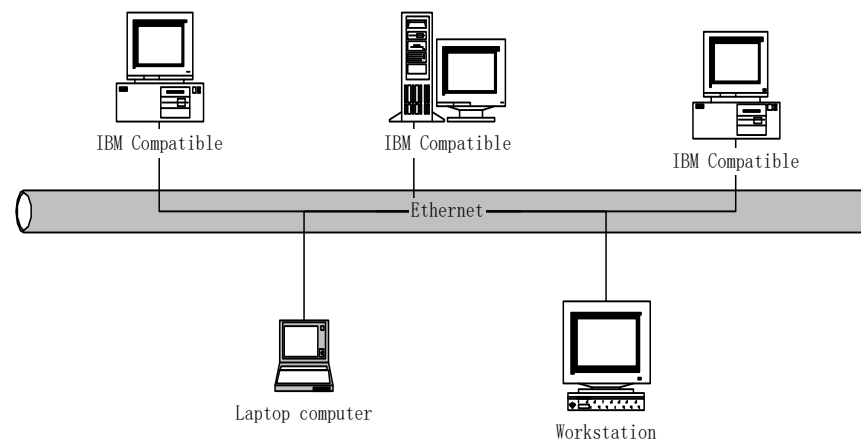 IBM Compatible
IBM Compatible
IBM Compatible
Ethernet
Laptop computer
Workstation